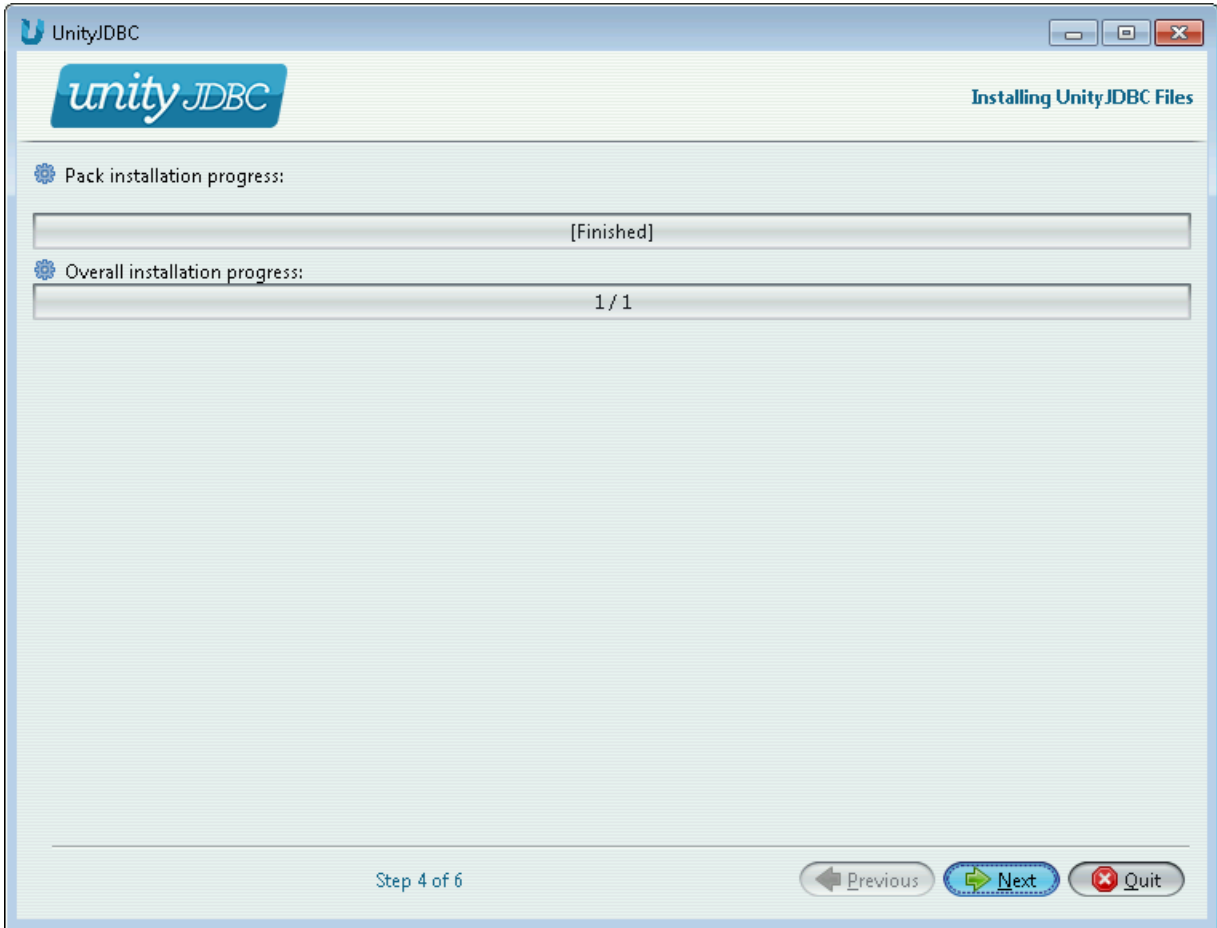 UnityJDBC
unity JDBC
Installing UnityJDBC Files
Pack installation progress:
[Finished]
Overall installation progress:
1 / 1
Step 4 of 6
Previous
Next
Quit